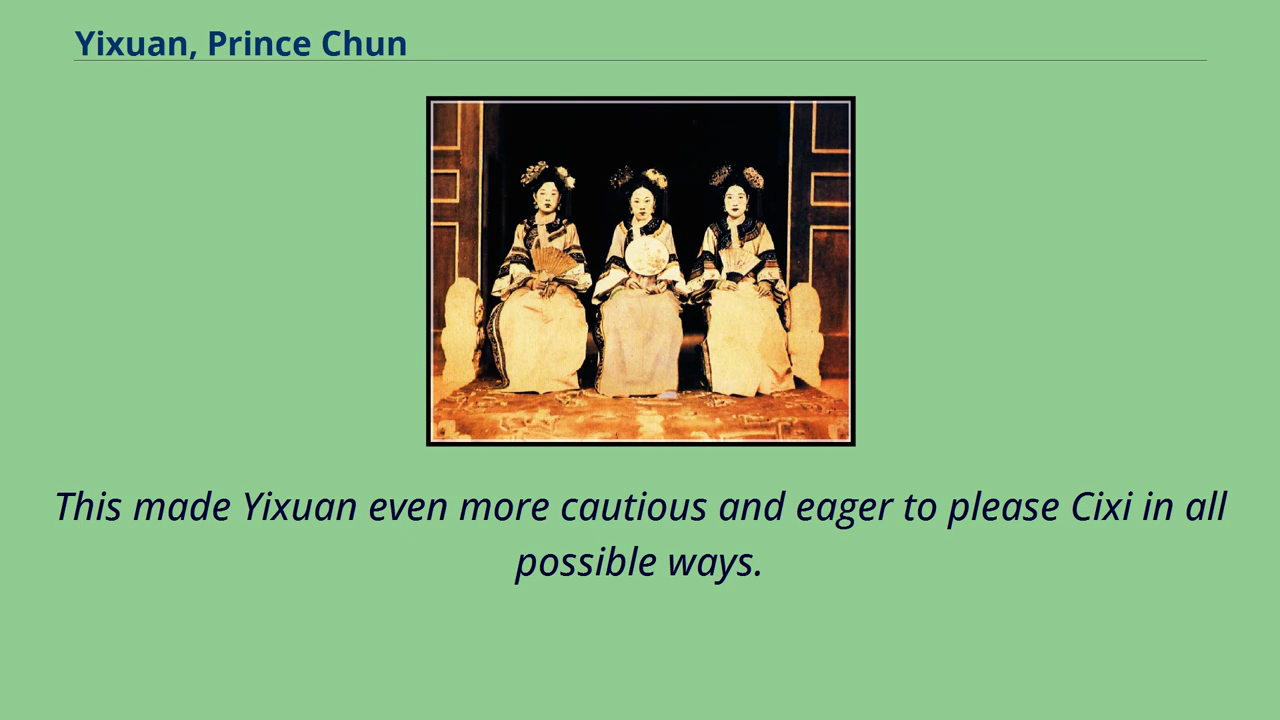 Yixuan, Prince Chun
This made Yixuan even more cautious and eager to please Cixi in all
possible ways.